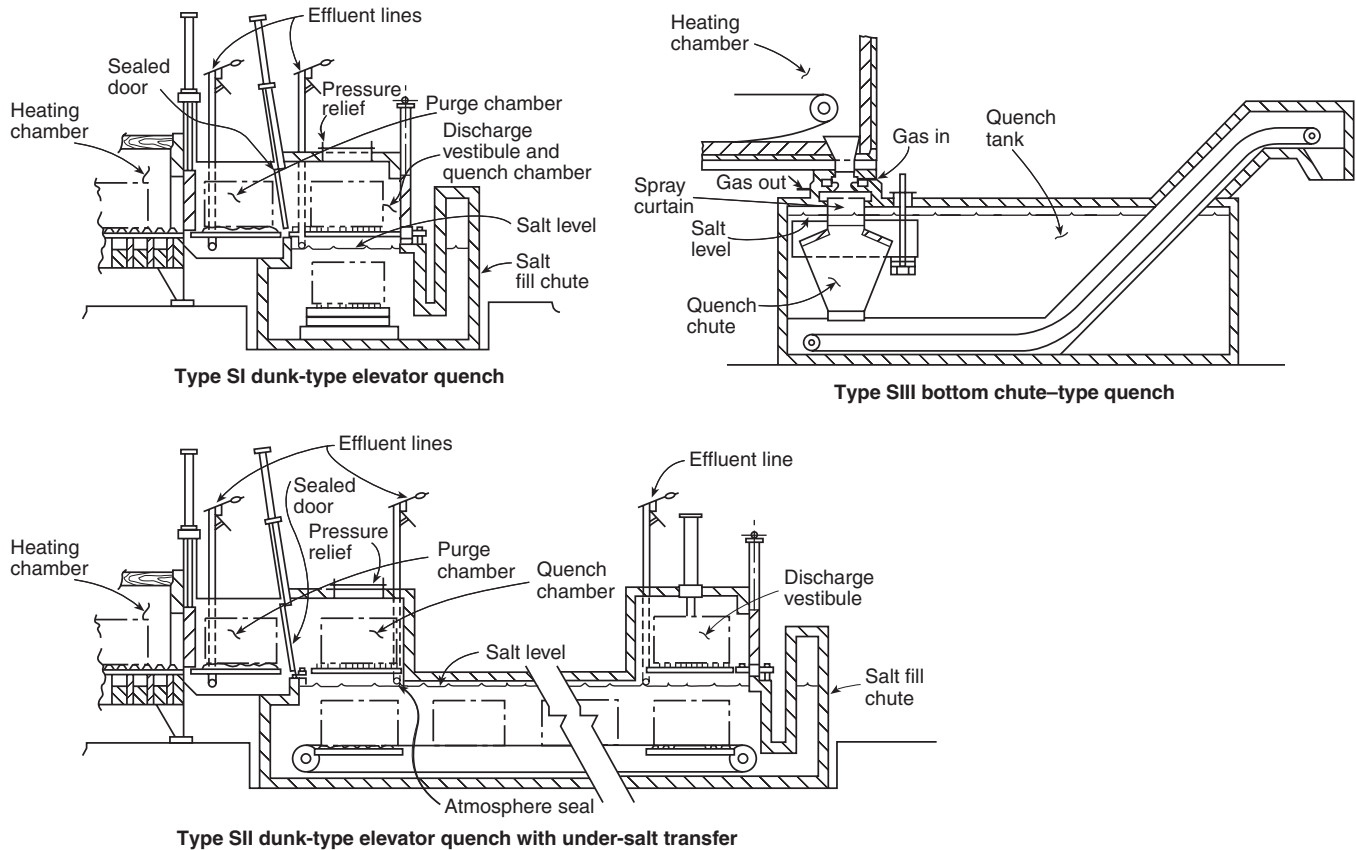 Effluent lines
Sealed
door
Pressure
relief
Purge chamber
Heating
chamber
Discharge
vestibule and
quench chamber
Salt level
Salt
fill chute
Type SI dunk-type elevator quench
Heating
chamber
Quench
tank
Gas in
Gas out
Spray
curtain
Salt
level
Quench
chute
Type SIII bottom chute–type quench
Effluent lines
Effluent line
Sealed
door
Pressure
relief
Heating
chamber
Purge
chamber
Quench
chamber
Discharge
vestibule
Salt level
Salt fill
chute
Atmosphere seal
Type SII dunk-type elevator quench with under-salt transfer